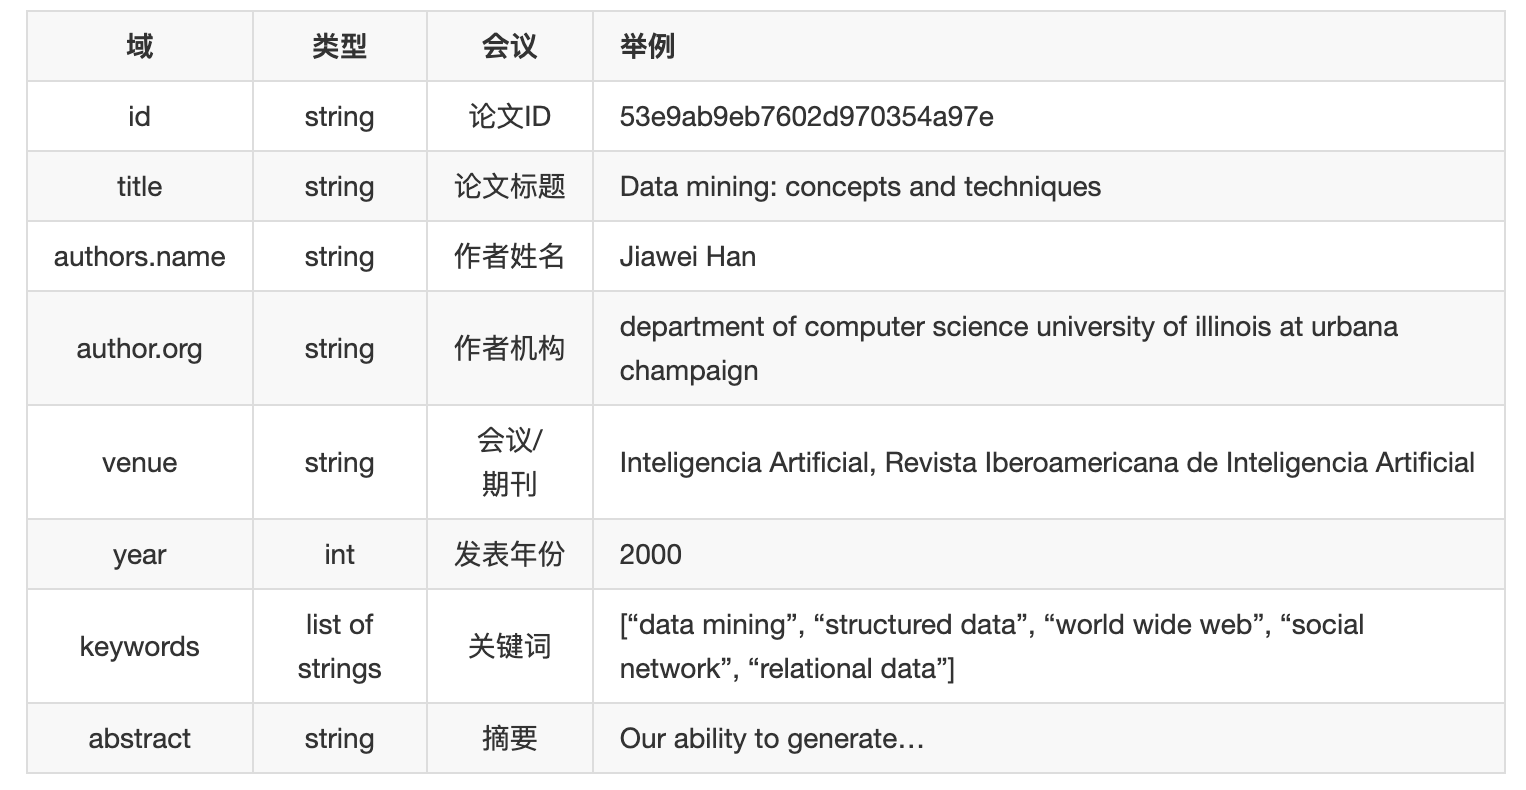 域 类型 会议 举例
id string 论文ID 53e9ab9eb7602d970354a97e
title string 论文标题 Data mining: concepts and techniques
authors.name string 作者姓名 Jiawei Han
author.org string 作者机构 department of computer science university of illinois at urbana
champaign
venue string 会议/
期刊 Inteligencia Artificial, Revista Iberoamericana de Inteligencia Artificial
year int 发表年份 2000
keywords list of
strings 关键词 [“data mining”, “structured data”, “world wide web”, “social
network”, “relational data”]
abstract string 摘要 Our ability to generate…